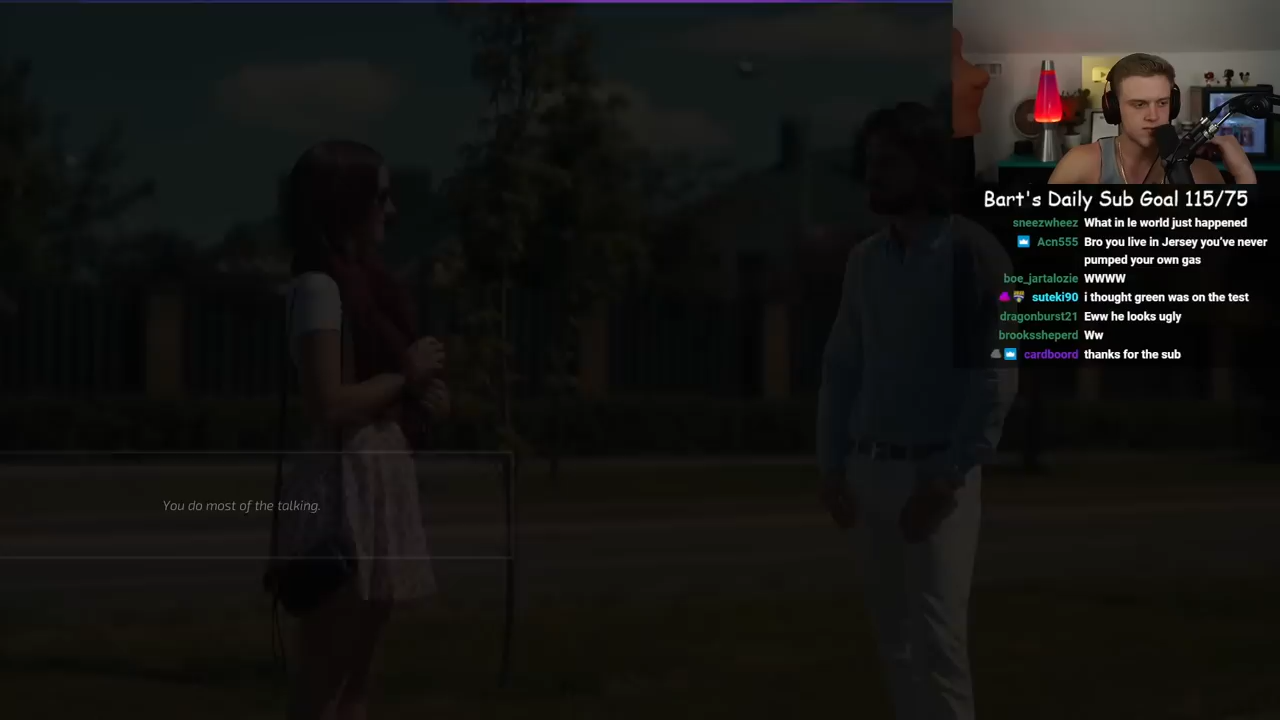 Bart's Daily Sub Goal 115/75
sneezwheez What in le world just happened
Acn555 Bro you live in Jersey you've never
pumped your own gas
boe_jartalozie WWWW
suteki90 i thought green was on the test
dragonburst21 Eww he looks ugly
brookssheperd Ww
cardboord thanks for the sub
You do most of the talking.